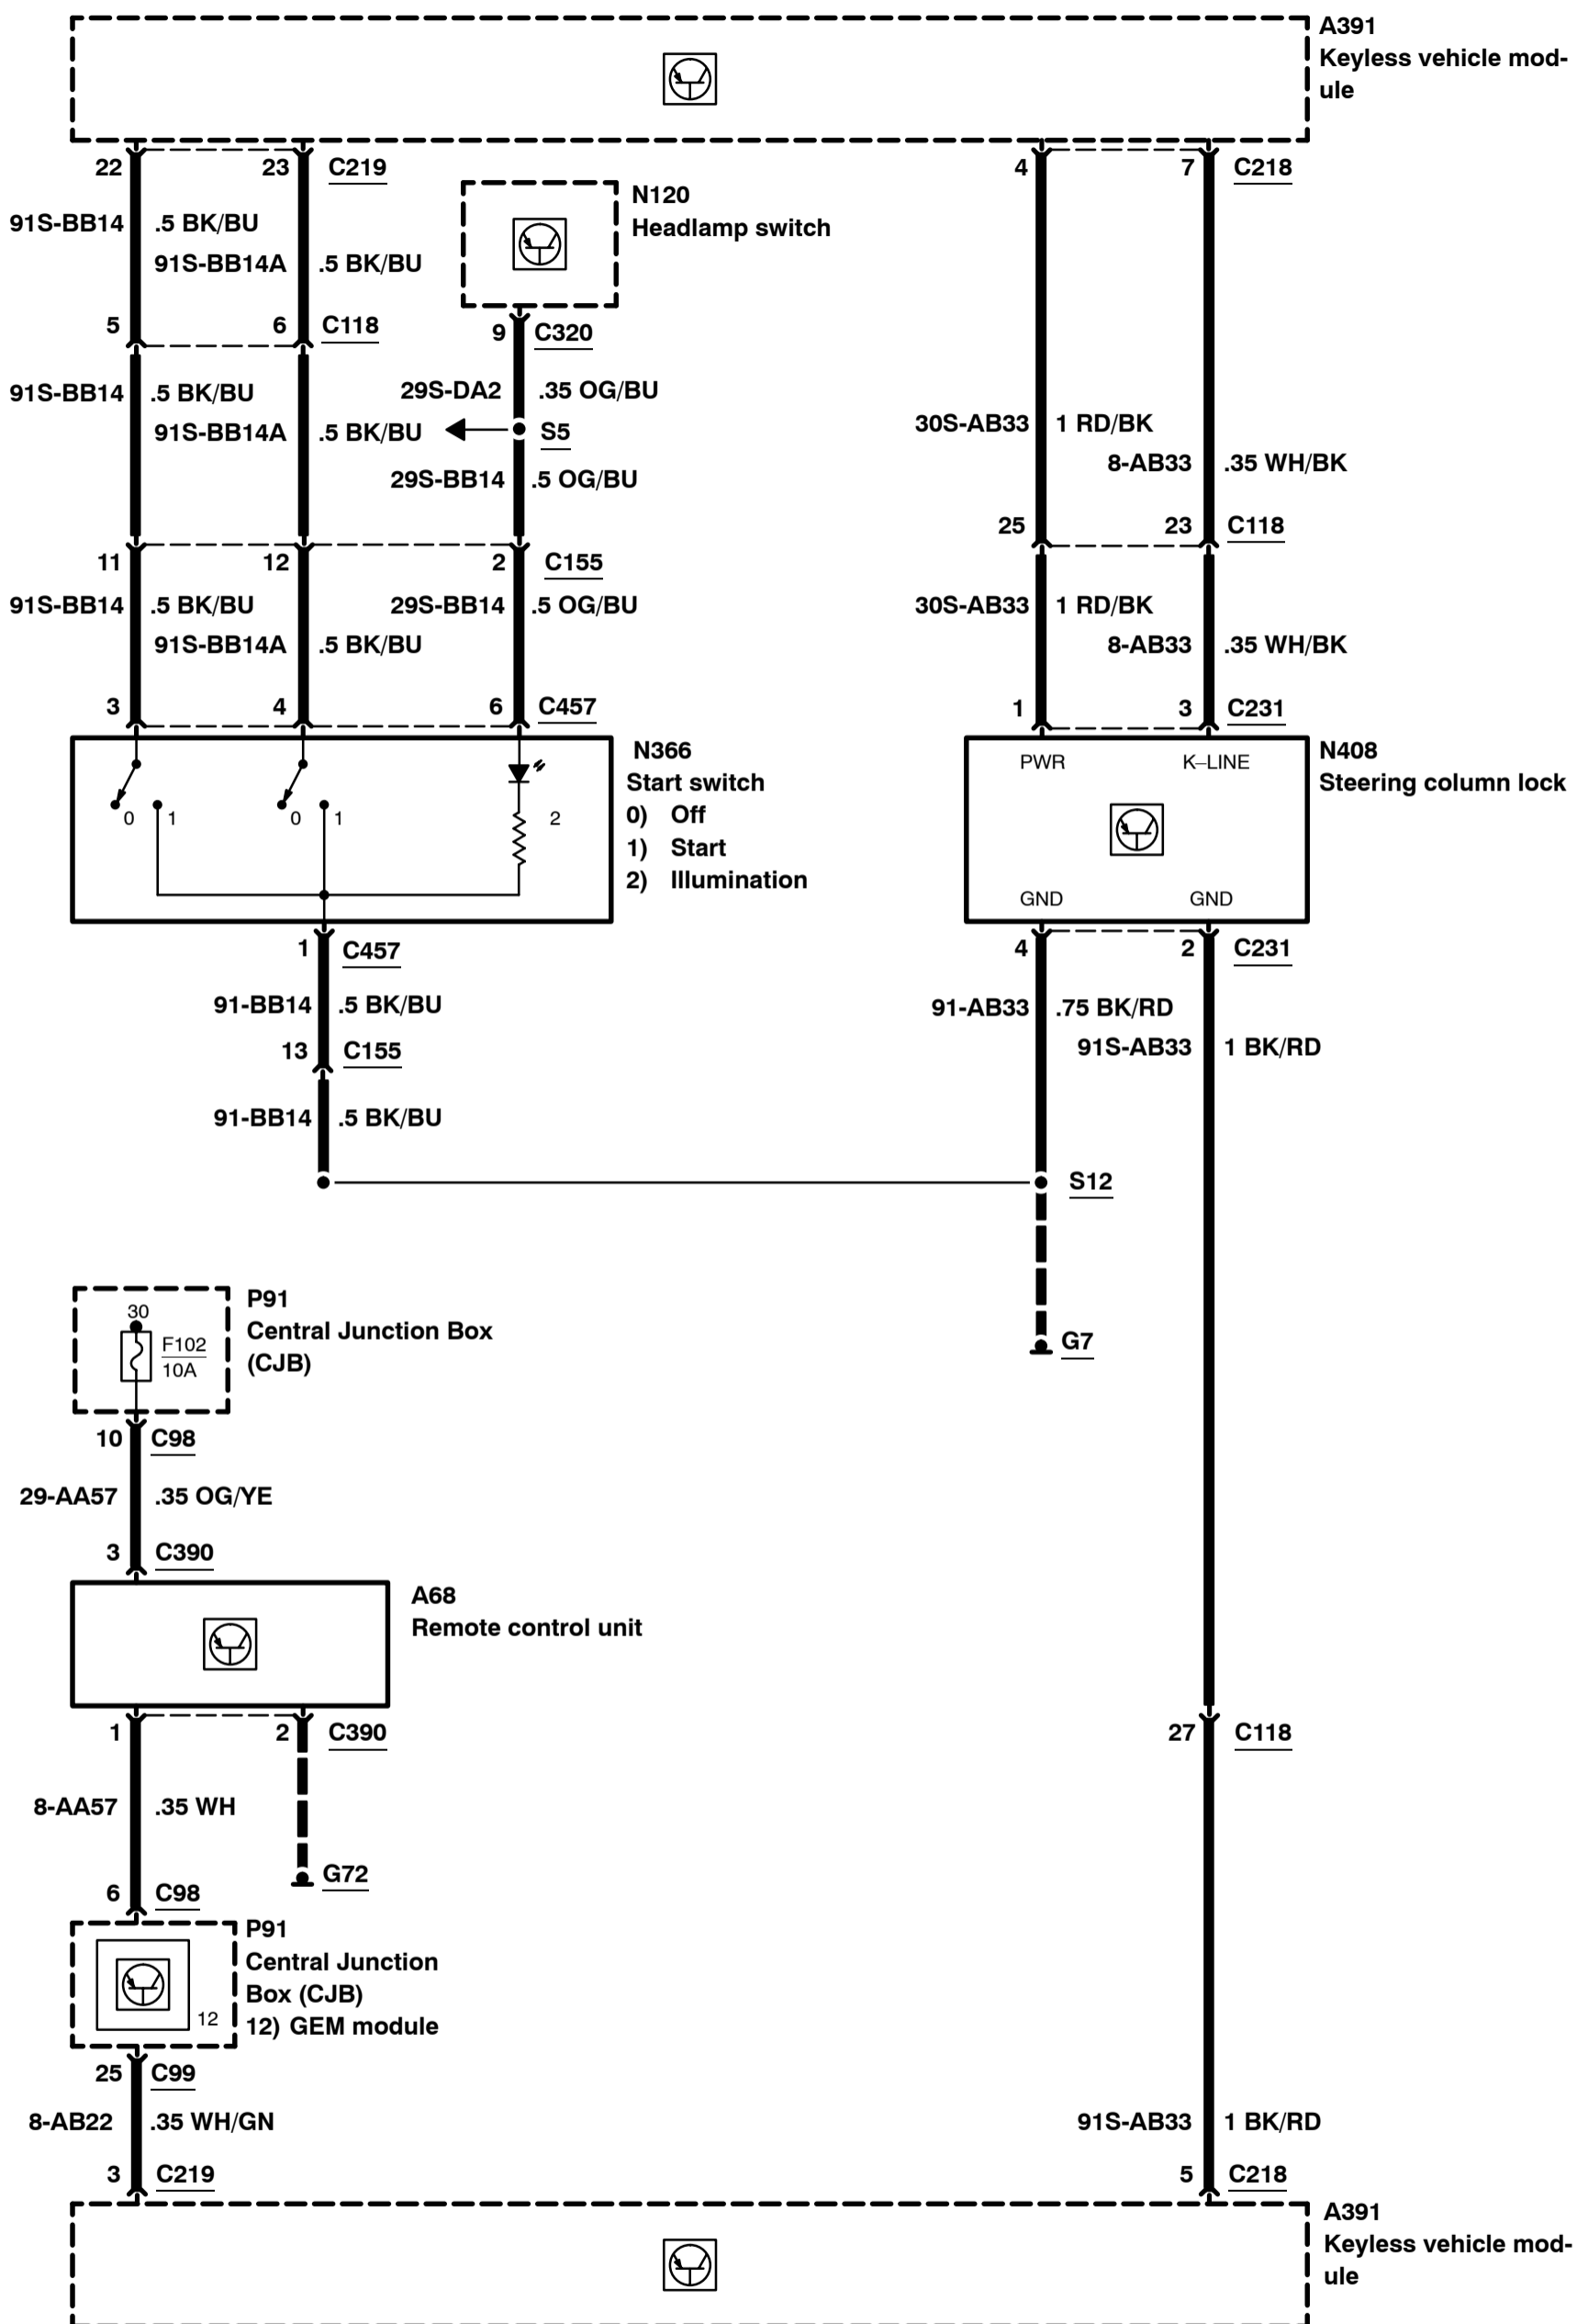 A391
Keyless vehicle mod-
ule
22 23 C219 4 7 C218
N120
Headlamp switch
91S-BB14 .5 BK/BU
91S-BB14A .5 BK/BU
5 6 C118
9 C320
91S-BB14 .5 BK/BU 29S-DA2 .35 OG/BU
91S-BB14A .5 BK/BU S5
30S-AB33 1 RD/BK
8-AB33 .35 WH/BK
29S-BB14 .5 OG/BU
25 23 C118
11 12 2 C155
91S-BB14 .5 BK/BU 29S-BB14 .5 OG/BU 30S-AB33 1 RD/BK
91S-BB14A .5 BK/BU 8-AB33 .35 WH/BK
3 4 6 C457 1 3 C231
N366
Start switch
0) Off
1) Start
2) Illumination
0 1 0 1 2
PWR K–LINE
GND GND
N408
Steering column lock
1 C457 4 2 C231
91-BB14 .5 BK/BU 91-AB33 .75 BK/RD
13 C155 91S-AB33 1 BK/RD
91-BB14 .5 BK/BU
S12
G7
P91
Central Junction Box
(CJB)
30
F102
10A
10 C98
29-AA57 .35 OG/YE
3 C390
A68
Remote control unit
1 2 C390 27 C118
8-AA57 .35 WH
G72
6 C98
P91
Central Junction
Box (CJB)
12) GEM module
12
25 C99
8-AB22 .35 WH/GN 91S-AB33 1 BK/RD
3 C219 5 C218
A391
Keyless vehicle mod-
ule